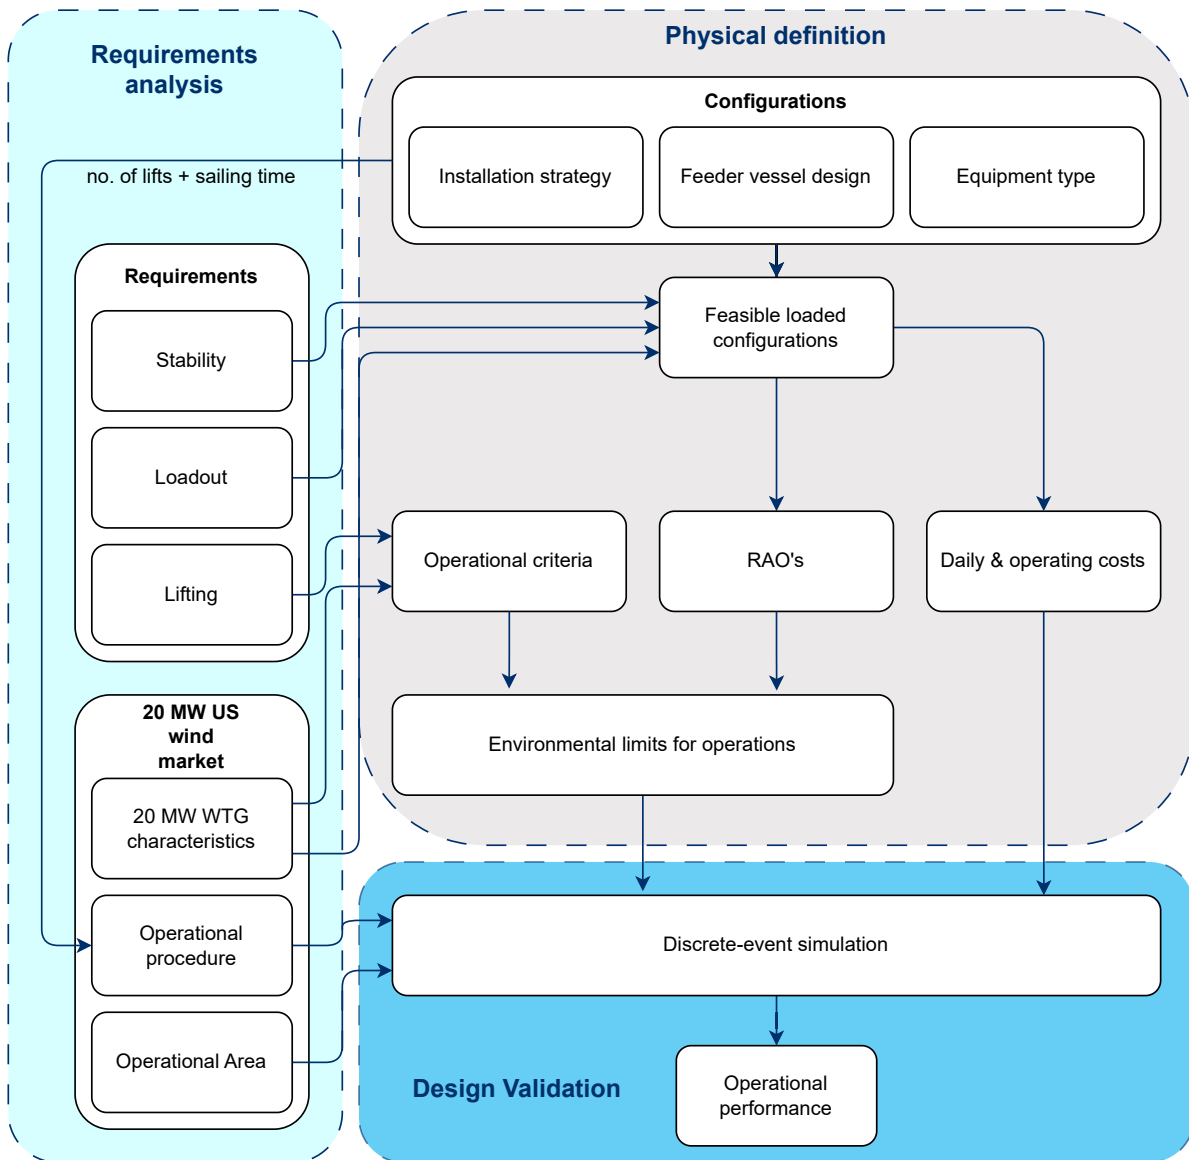 Requirements
analysis
no. of lifts + sailing time
Requirements
Stability
Loadout
Lifting
20 MW US
wind
market
20 MW WTG
characteristics
Operational
procedure
Operational Area
Physical definition
Configurations
Installation strategy
Feeder vessel design
Equipment type
Feasible loaded
configurations
Operational criteria
RAO's
Daily & operating costs
Environmental limits for operations
Discrete-event simulation
Design Validation
Operational
performance